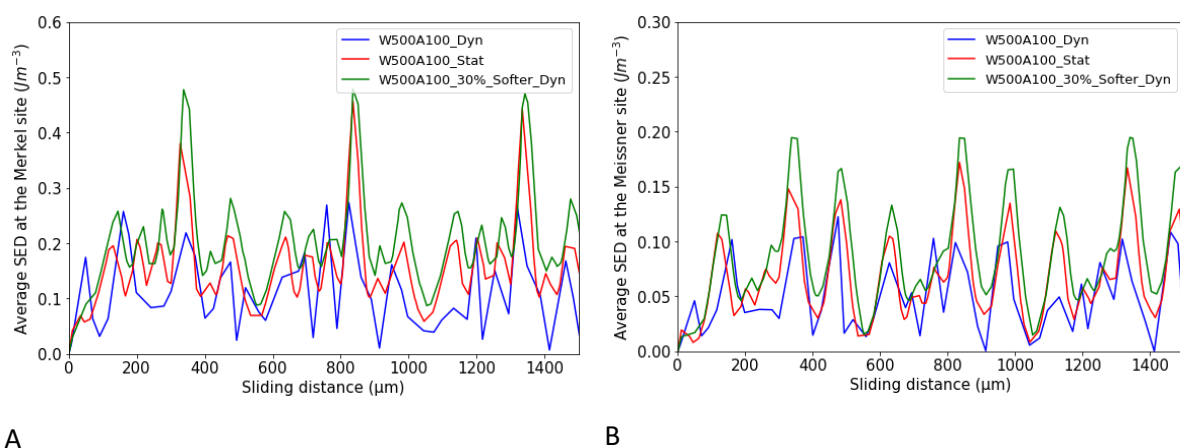 Average SED at the Merkel site (Jm⁻³)
0.6
0.5
0.4
0.3
0.2
0.1
0.0
W500A100_Dyn
W500A100_Stat
W500A100_30%_Softer_Dyn
0 200 400 600 800 1000 1200 1400
Sliding distance (μm)
A
Average SED at the Meissner site (Jm⁻³)
0.30
0.25
0.20
0.15
0.10
0.05
0.00
W500A100_Dyn
W500A100_Stat
W500A100_30%_Softer_Dyn
0 200 400 600 800 1000 1200 1400
Sliding distance (μm)
B